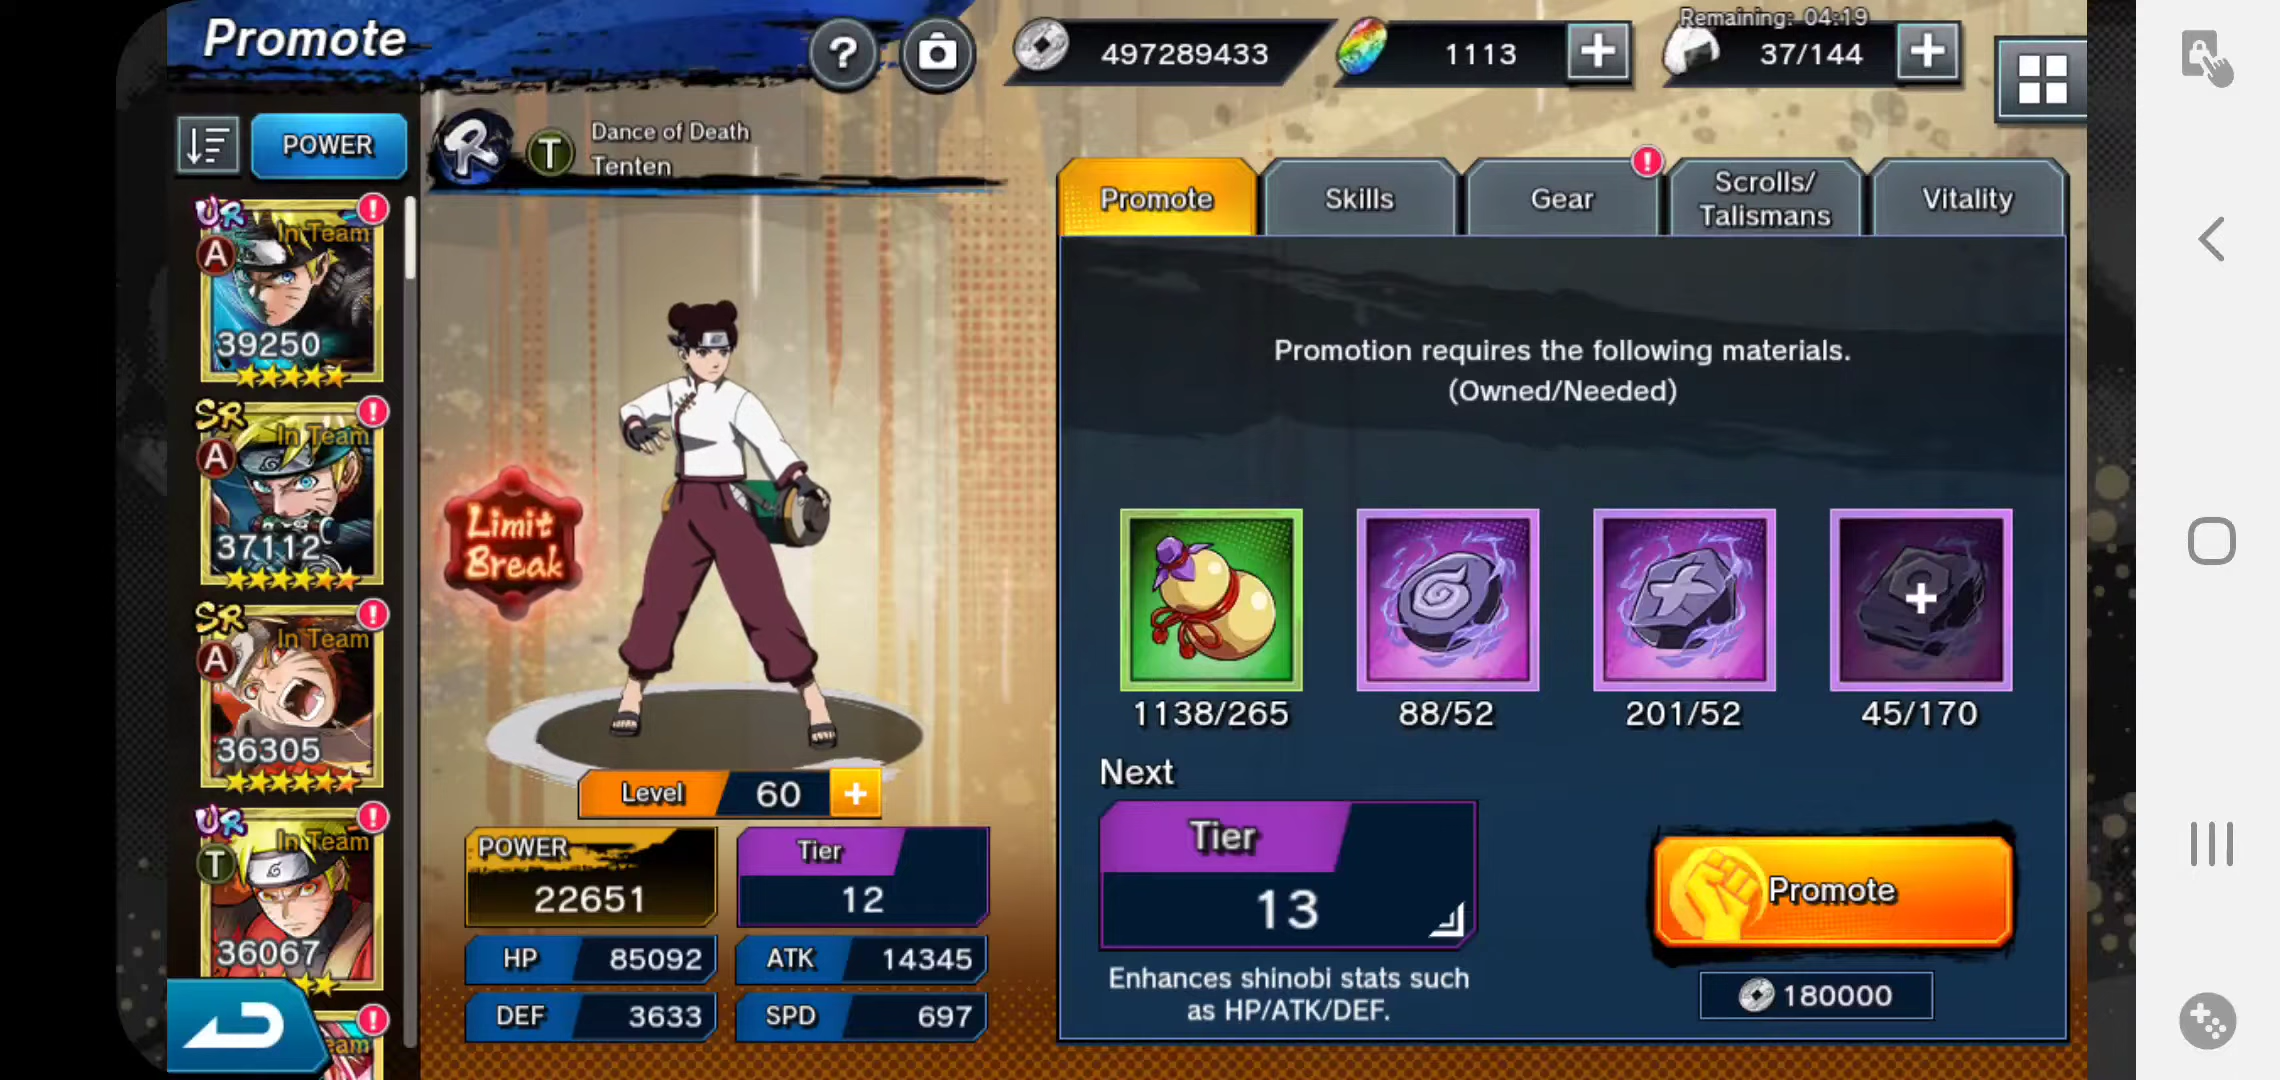 Promote
?
497289433
1113
Remaining: 04:19
37/144
POWER
R
T
Dance of Death
Tenten
UR
A
In Team
39250
SR
A
In Team
37112
SR
A
In Team
36305
UR
T
In Team
36067
Limit
Break
Level 60
POWER
22651
Tier
12
HP 85092
ATK 14345
DEF 3633
SPD 697
Promote
Skills
Gear
Scrolls/
Talismans
Vitality
Promotion requires the following materials.
(Owned/Needed)
1138/265
88/52
201/52
45/170
Next
Tier
13
Enhances shinobi stats such
as HP/ATK/DEF.
Promote
180000